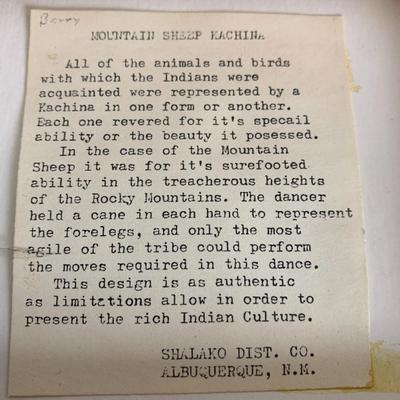 Berry
MOUNTAIN SHEEP KACHINA
All of the animals and birds
with which the Indians were
acquainted were represented by a
Kachina in one form or another.
Each one revered for it's specail
ability or the beauty it posessed.
In the case of the Mountain
Sheep it was for it's surefooted
ability in the treacherous heights
of the Rocky Mountains. The dancer
held a cane in each hand to represent
the forelegs, and only the most
agile of the tribe could perform
the moves required in this dance.
This design is as authentic
as limitations allow in order to
present the rich Indian Culture.
SHALAKO DIST. CO.
ALBUQUERQUE, N.M.